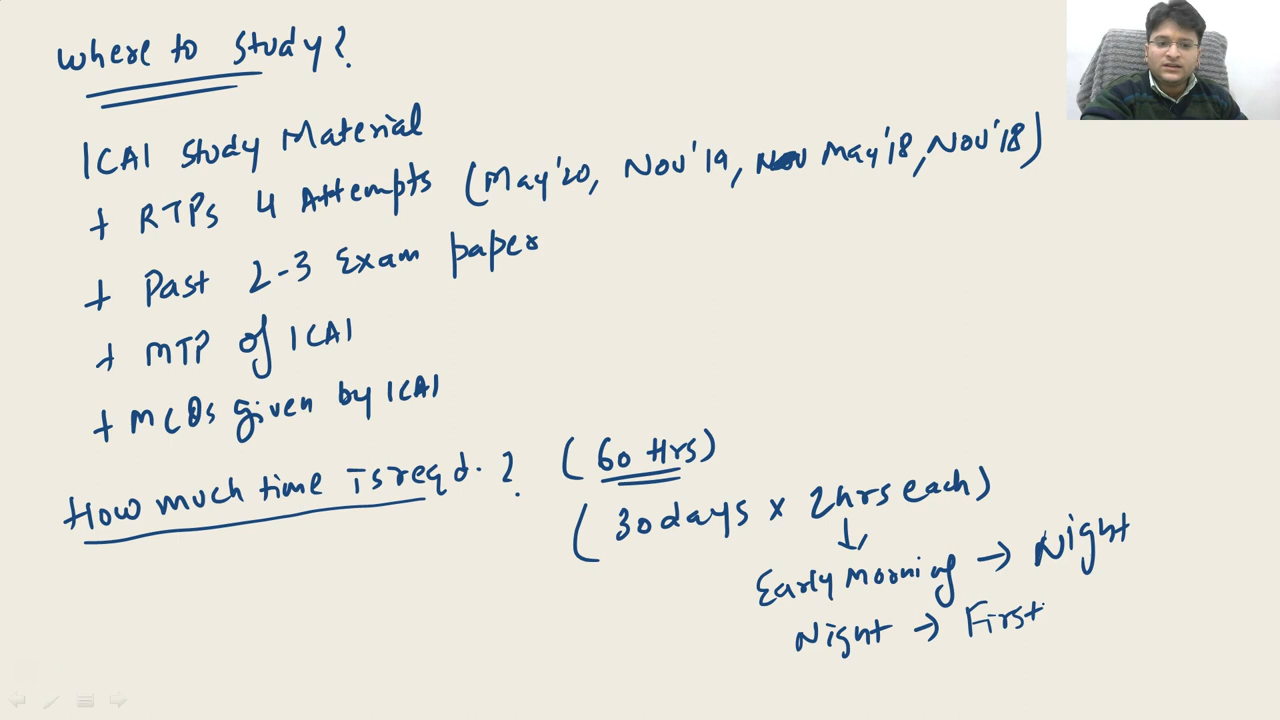 Where to study?
ICAI Study Material
+ RTPs 4 Attempts (May'20, Nov'19, Nov May'18, Nov'18)
+ Past 2-3 Exam paper
+ MTP of ICAI
+ MCQs given by ICAI
How much time Is reqd. ? (60 Hrs)
(30days x 2hrs each)
↓
Early Morning → Night
Night → First